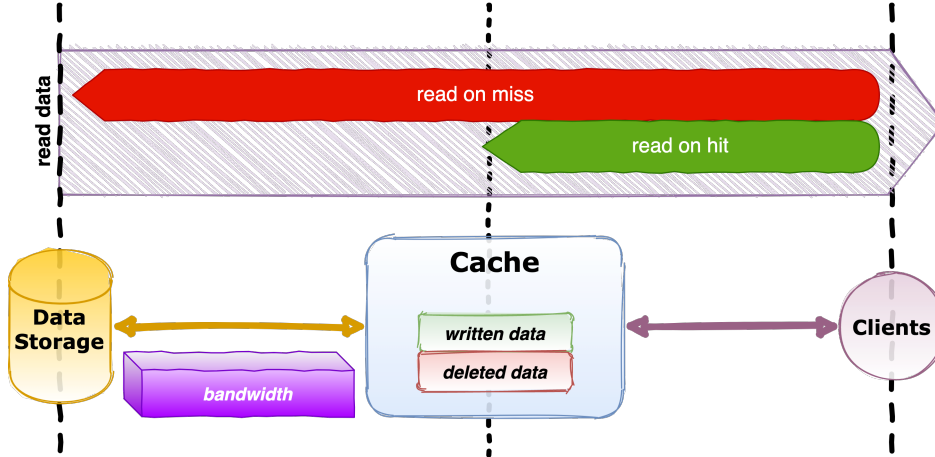 read data
read on miss
read on hit
Cache
Data
Storage
written data
deleted data
bandwidth
Clients